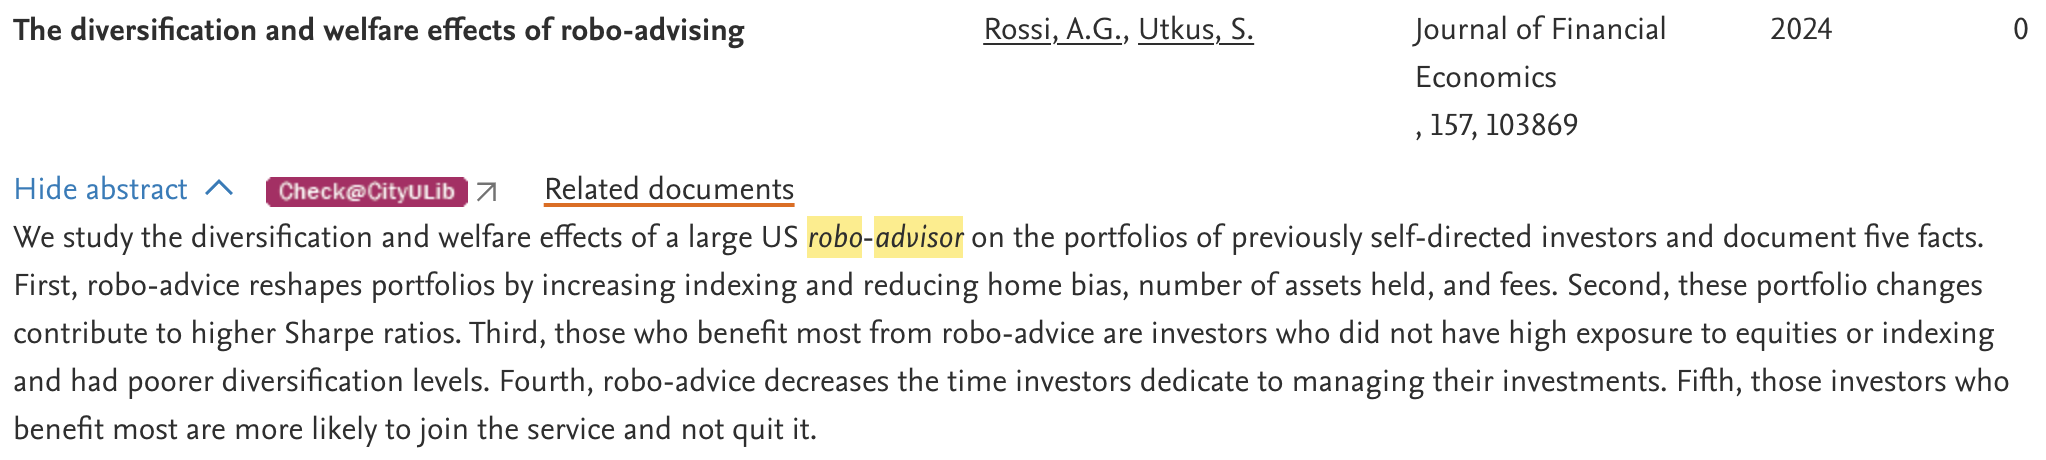 The diversification and welfare effects of robo-advising
Rossi, A.G., Utkus, S.
Journal of Financial
Economics
, 157, 103869
2024
0
Hide abstract
Check@CityULib
Related documents
We study the diversification and welfare effects of a large US robo-advisor on the portfolios of previously self-directed investors and document five facts.
First, robo-advice reshapes portfolios by increasing indexing and reducing home bias, number of assets held, and fees. Second, these portfolio changes
contribute to higher Sharpe ratios. Third, those who benefit most from robo-advice are investors who did not have high exposure to equities or indexing
and had poorer diversification levels. Fourth, robo-advice decreases the time investors dedicate to managing their investments. Fifth, those investors who
benefit most are more likely to join the service and not quit it.